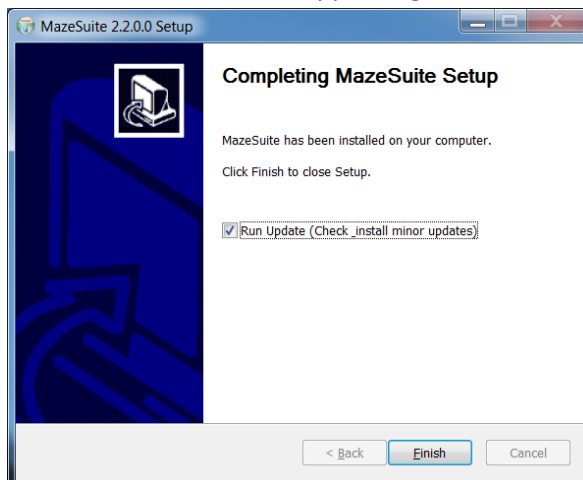 MazeSuite 2.2.0.0 Setup
Completing MazeSuite Setup
MazeSuite has been installed on your computer.
Click Finish to close Setup.
Run Update (Check _install minor updates)
< Back
Finish
Cancel